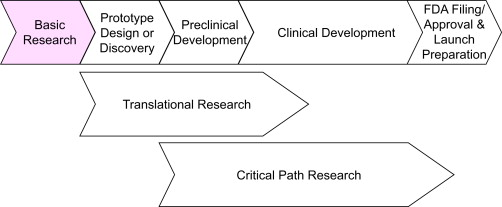 Basic
Research
Prototype
Design or
Discovery
Preclinical
Development
Clinical Development
FDA Filing/
Approval &
Launch
Preparation
Translational Research
Critical Path Research